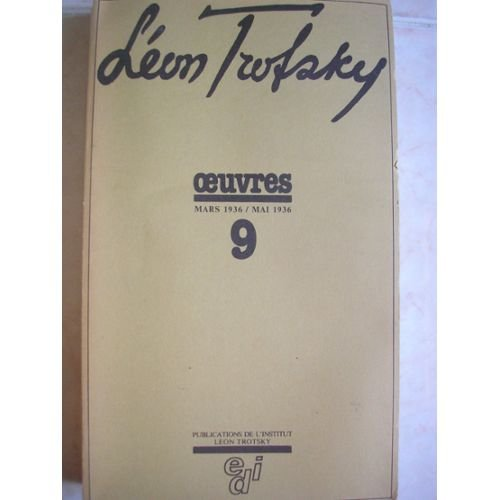 Léon Trotsky
œuvres
MARS 1936 / MAI 1936
9
PUBLICATIONS DE L'INSTITUT
LÉON TROTSKY
edi